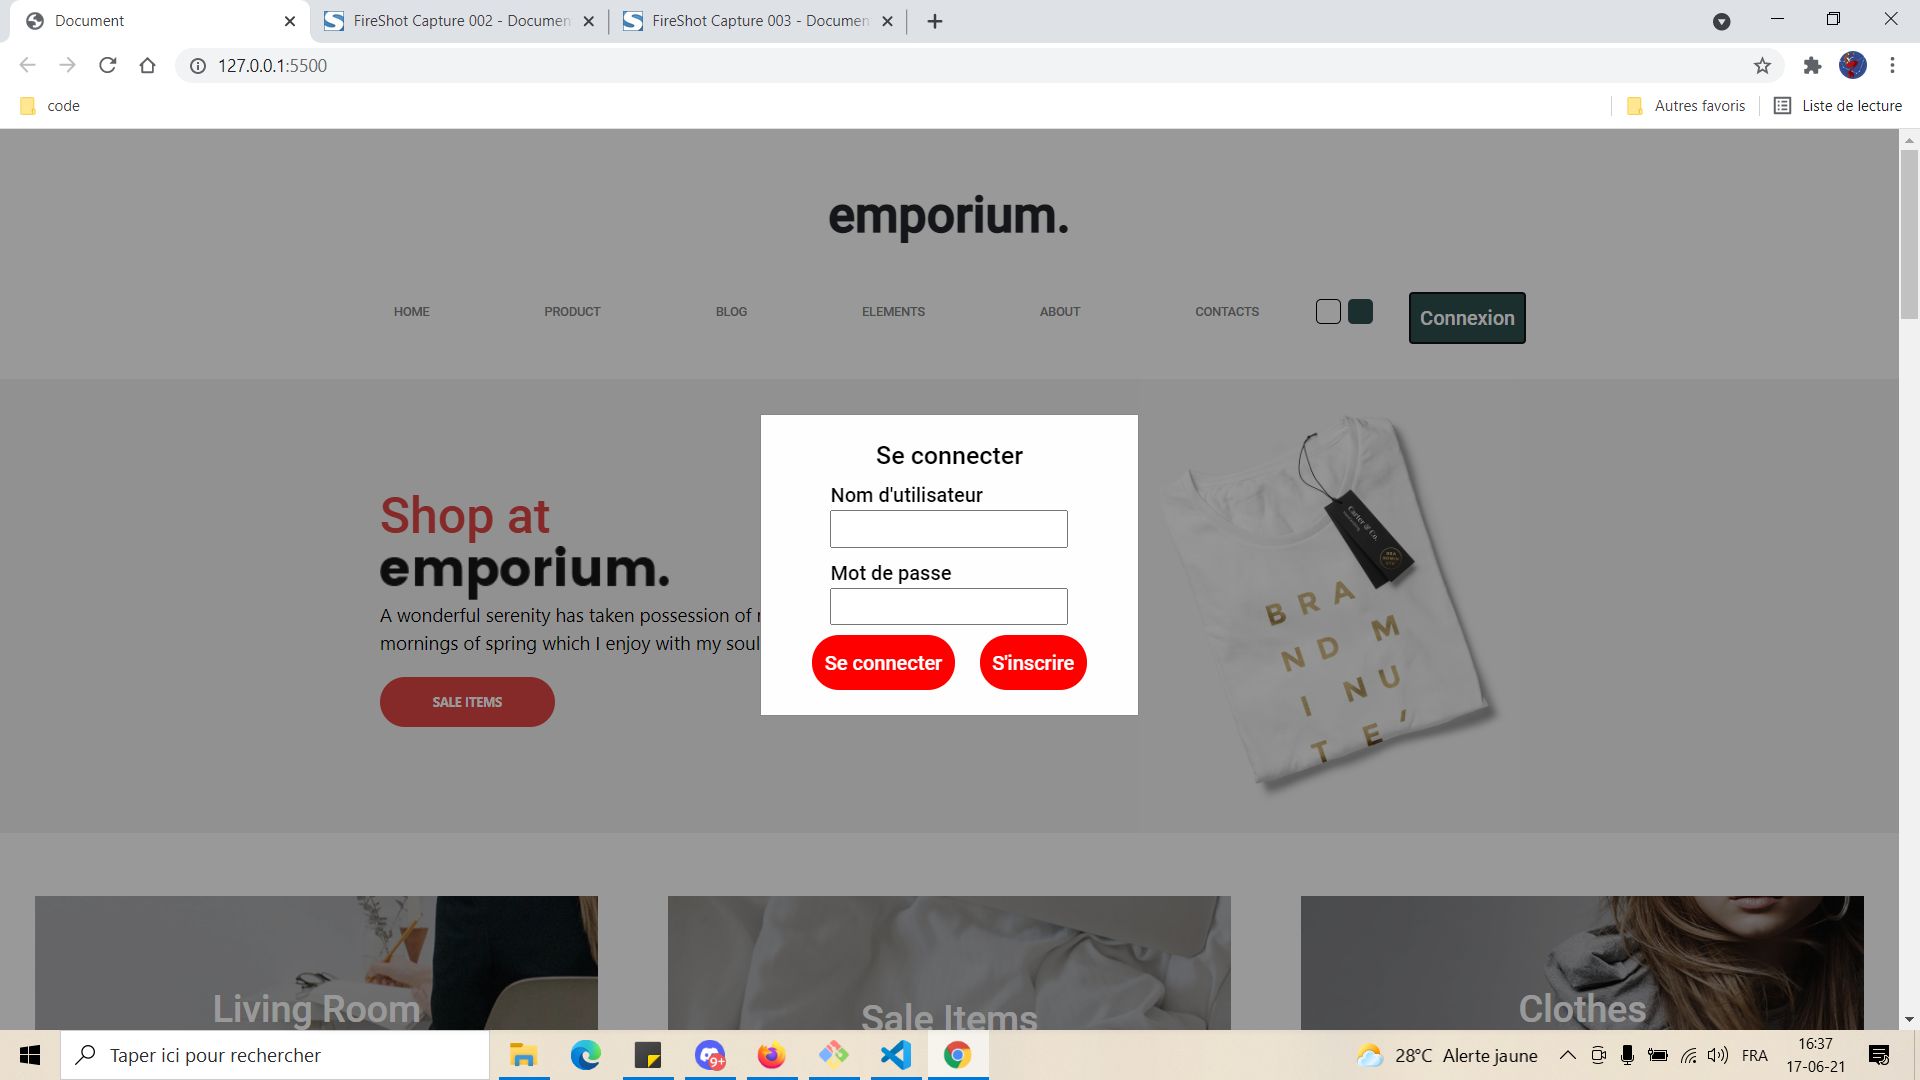 Document
FireShot Capture 002 - Documen
FireShot Capture 003 - Documen
127.0.0.1:5500
code
Autres favoris
Liste de lecture
emporium.
HOME PRODUCT BLOG ELEMENTS ABOUT CONTACTS
Connexion
Se connecter
Nom d'utilisateur
Mot de passe
Se connecter
S'inscrire
Shop at
emporium.
A wonderful serenity has taken possession of
mornings of spring which I enjoy with my soul
SALE ITEMS
Carter & Co.
BRA
ND M
I NU
TE'
Living Room
Sale Items
Clothes
Taper ici pour rechercher
9+
28°C Alerte jaune
FRA
16:37
17-06-21